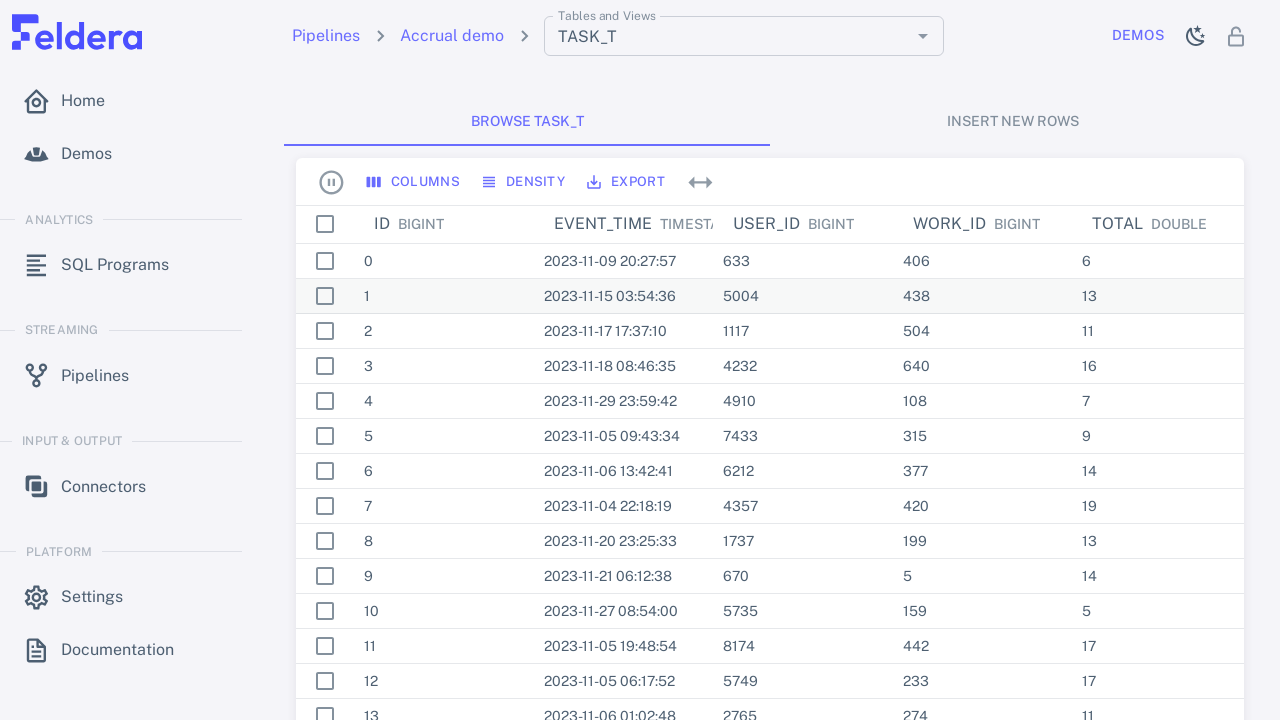 Feldera
Pipelines
Accrual demo
Tables and Views
TASK_T
DEMOS
Home
Demos
ANALYTICS
SQL Programs
STREAMING
Pipelines
INPUT & OUTPUT
Connectors
PLATFORM
Settings
Documentation
BROWSE TASK_T
INSERT NEW ROWS
COLUMNS DENSITY EXPORT
ID BIGINT EVENT_TIME TIMESTA USER_ID BIGINT WORK_ID BIGINT TOTAL DOUBLE
0 2023-11-09 20:27:57 633 406 6
1 2023-11-15 03:54:36 5004 438 13
2 2023-11-17 17:37:10 1117 504 11
3 2023-11-18 08:46:35 4232 640 16
4 2023-11-29 23:59:42 4910 108 7
5 2023-11-05 09:43:34 7433 315 9
6 2023-11-06 13:42:41 6212 377 14
7 2023-11-04 22:18:19 4357 420 19
8 2023-11-20 23:25:33 1737 199 13
9 2023-11-21 06:12:38 670 5 14
10 2023-11-27 08:54:00 5735 159 5
11 2023-11-05 19:48:54 8174 442 17
12 2023-11-05 06:17:52 5749 233 17
13 2023-11-06 01:02:48 2765 274 11